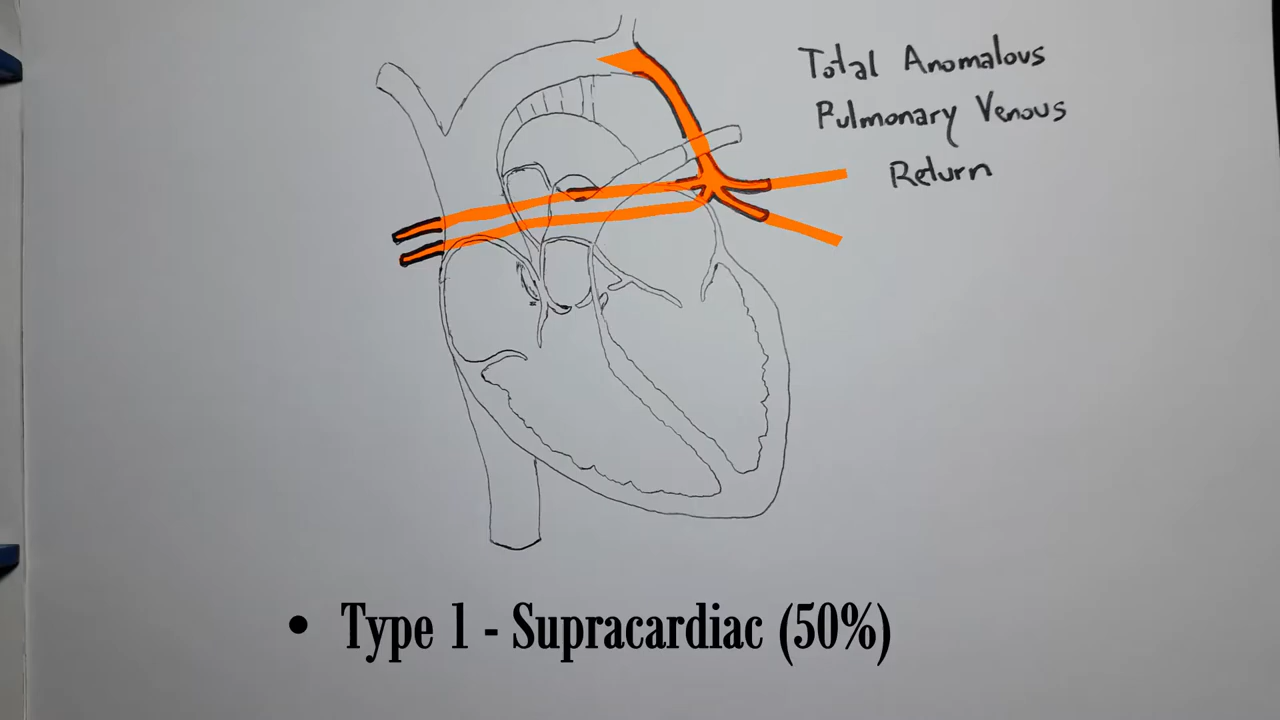 Total Anomalous
Pulmonary Venous
Return
• Type 1 - Supracardiac (50%)